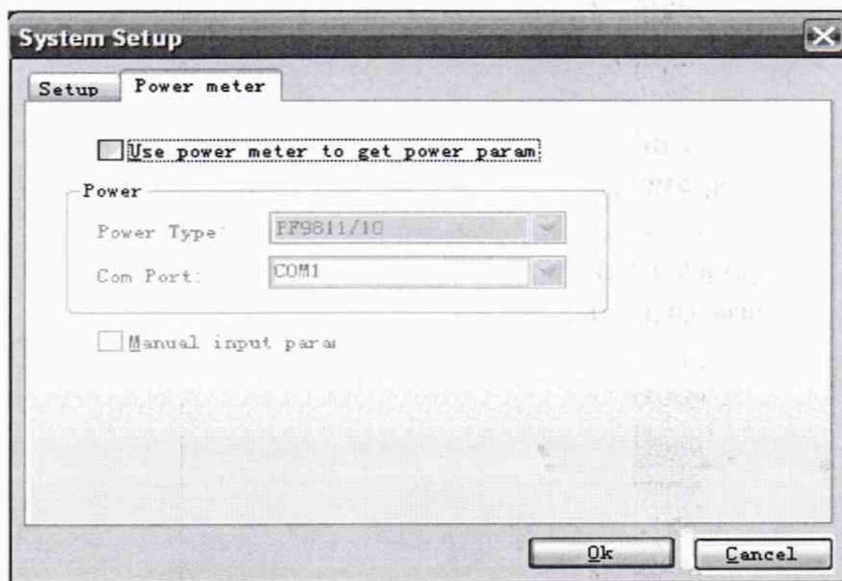 System Setup
Setup
Power meter
Use power meter to get power param
Power
Power Type:
PF9811/10
Com Port:
COM1
Manual input param
Ok
Cancel